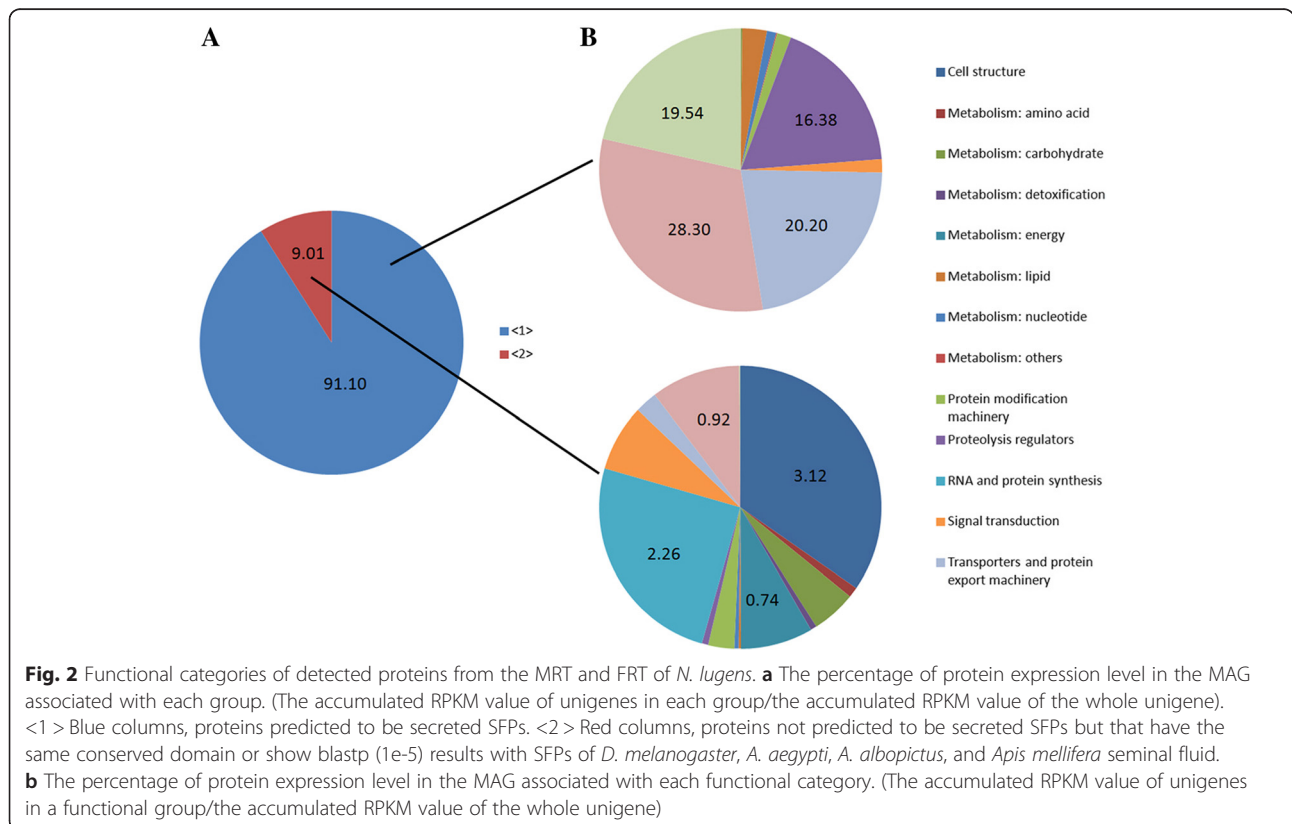 A
B
19.54
16.38
28.30
20.20
9.01
91.10
<1>
<2>
0.92
3.12
2.26
0.74
Cell structure
Metabolism: amino acid
Metabolism: carbohydrate
Metabolism: detoxification
Metabolism: energy
Metabolism: lipid
Metabolism: nucleotide
Metabolism: others
Protein modification
machinery
Proteolysis regulators
RNA and protein synthesis
Signal transduction
Transporters and protein
export machinery
Fig. 2 Functional categories of detected proteins from the MRT and FRT of N. lugens. a The percentage of protein expression level in the MAG
associated with each group. (The accumulated RPKM value of unigenes in each group/the accumulated RPKM value of the whole unigene).
<1 > Blue columns, proteins predicted to be secreted SFPs. <2 > Red columns, proteins not predicted to be secreted SFPs but that have the
same conserved domain or show blastp (1e-5) results with SFPs of D. melanogaster, A. aegypti, A. albopictus, and Apis mellifera seminal fluid.
b The percentage of protein expression level in the MAG associated with each functional category. (The accumulated RPKM value of unigenes
in a functional group/the accumulated RPKM value of the whole unigene)